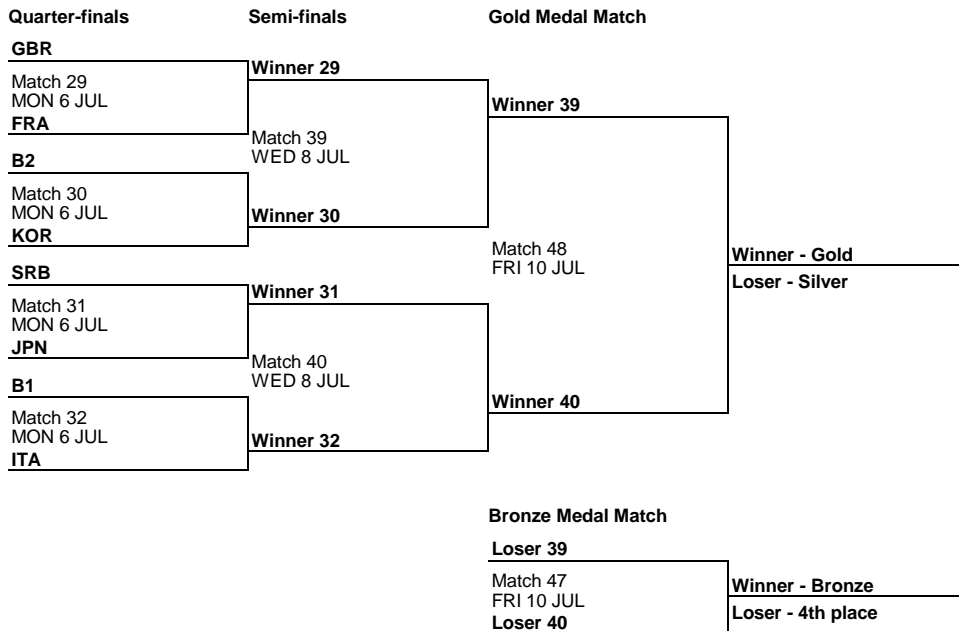 Quarter-finals
Semi-finals
Gold Medal Match
GBR
Match 29
MON 6 JUL
FRA
B2
Match 30
MON 6 JUL
KOR
SRB
Match 31
MON 6 JUL
JPN
B1
Match 32
MON 6 JUL
ITA
Winner 29
Match 39
WED 8 JUL
Winner 30
Winner 31
Match 40
WED 8 JUL
Winner 32
Winner 39
Match 48
FRI 10 JUL
Winner 40
Winner - Gold
Loser - Silver
Bronze Medal Match
Loser 39
Match 47
FRI 10 JUL
Loser 40
Winner - Bronze
Loser - 4th place